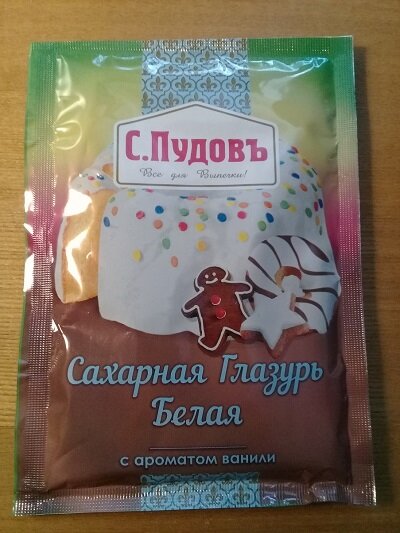 С.Пудовъ
Все для Выпечки!
Сахарная Глазурь
Белая
с ароматом ванили